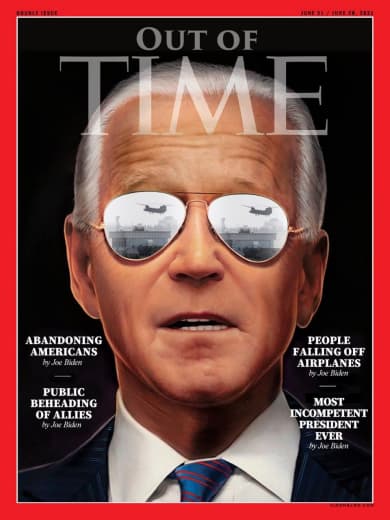 DOUBLE ISSUE
JUNE 21 / JUNE 28, 2021
OUT OF
TIME
ABANDONING
AMERICANS
by Joe Biden
PUBLIC
BEHEADING
OF ALLIES
by Joe Biden
PEOPLE
FALLING OFF
AIRPLANES
by Joe Biden
MOST
INCOMPETENT
PRESIDENT
EVER
by Joe Biden